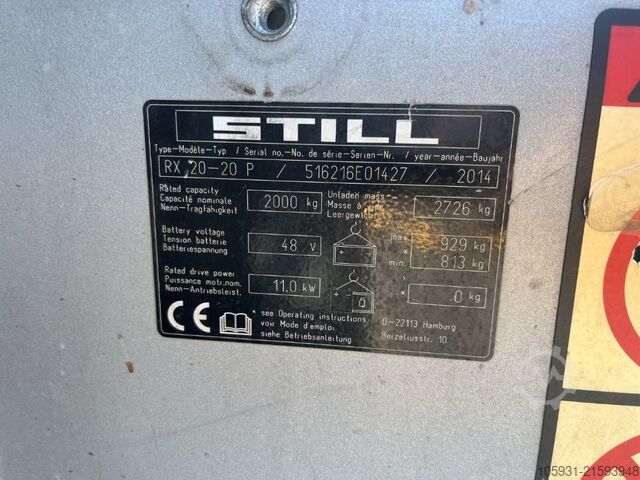 STILL
Type-Modèle-Typ / Serial no.-No. de série-Serien-Nr. / year-année-Baujahr
RX 20-20 P / 516216E01427 / 2014
Rated capacity
Capacité nominale
Nenn-Tragfähigkeit
2000 kg
Unladen mass
Masse à
Leergewicht
2726 kg
Battery voltage
Tension batterie
Batteriespannung
48 V
max
929 kg
min.
813 kg
Rated drive power
Puissance motr.nom.
Nenn-Antriebsleist.
11.0 kW
*
* .0 kg
CE
* see Operating instructions
voir Mode d'emploi
siehe Betriebsanleitung
D-22113 Hamburg
Berzeliusstr. 10
105931-21593948